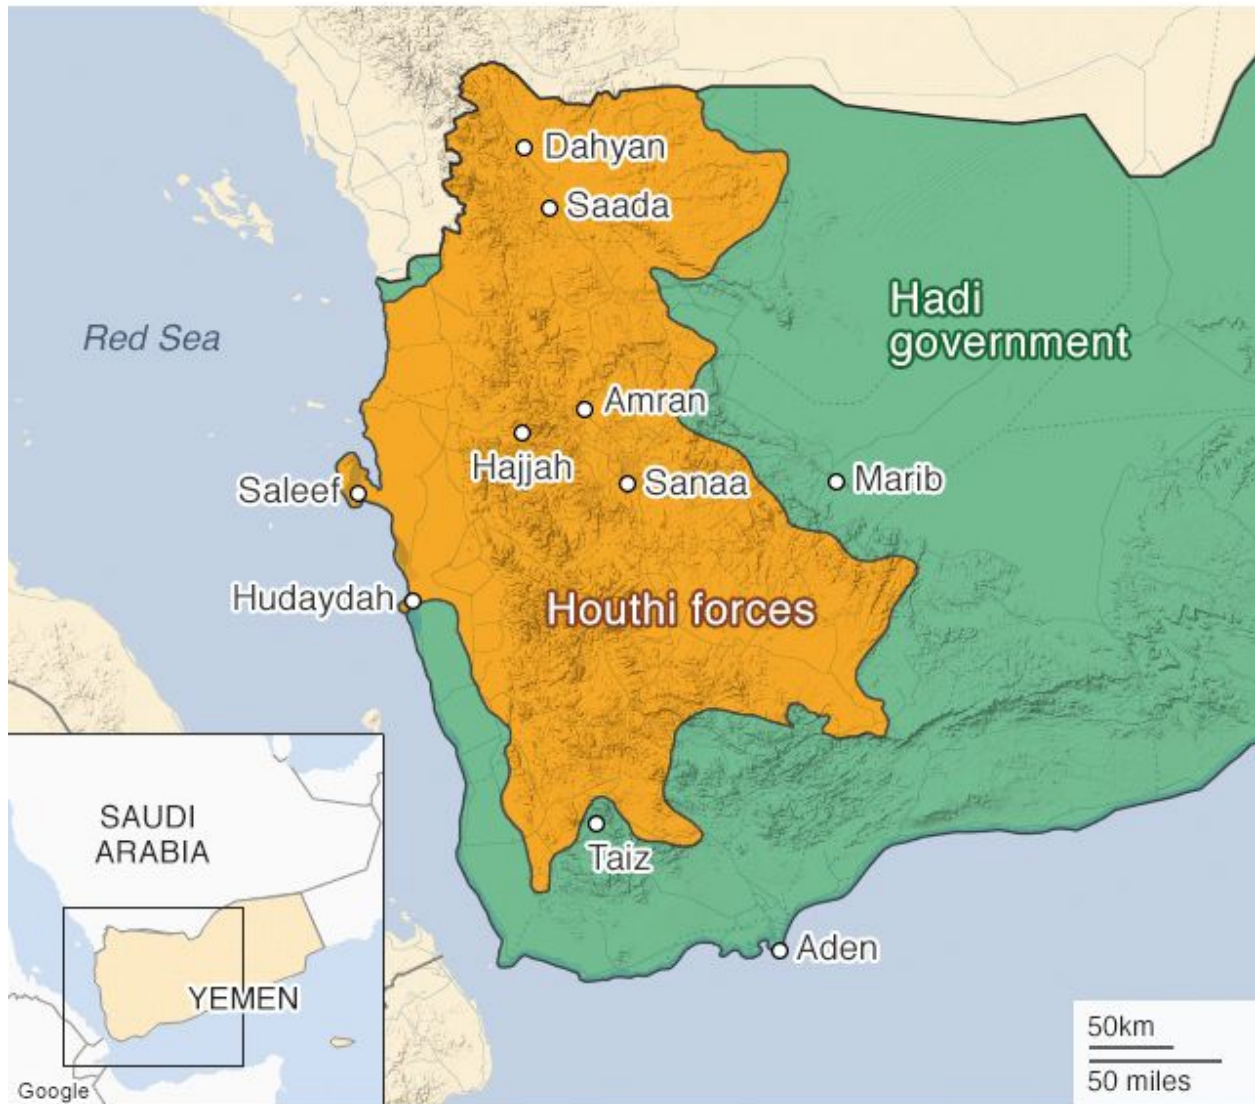 Dahyan
Saada
Hadi
government
Red Sea
Amran
Hajjah
Saleef
Sanaa
Marib
Hudaydah
Houthi forces
Taiz
Aden
SAUDI
ARABIA
YEMEN
Google
50km
50 miles